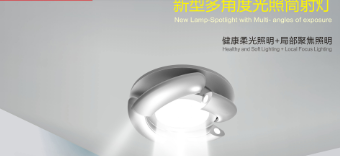 新型多角度光照筒射灯
New Lamp-Spotlight with Multi- angles of exposure
健康柔光照明+局部聚焦照明
Healthy and Soft Lighting + Local Focus Lighting